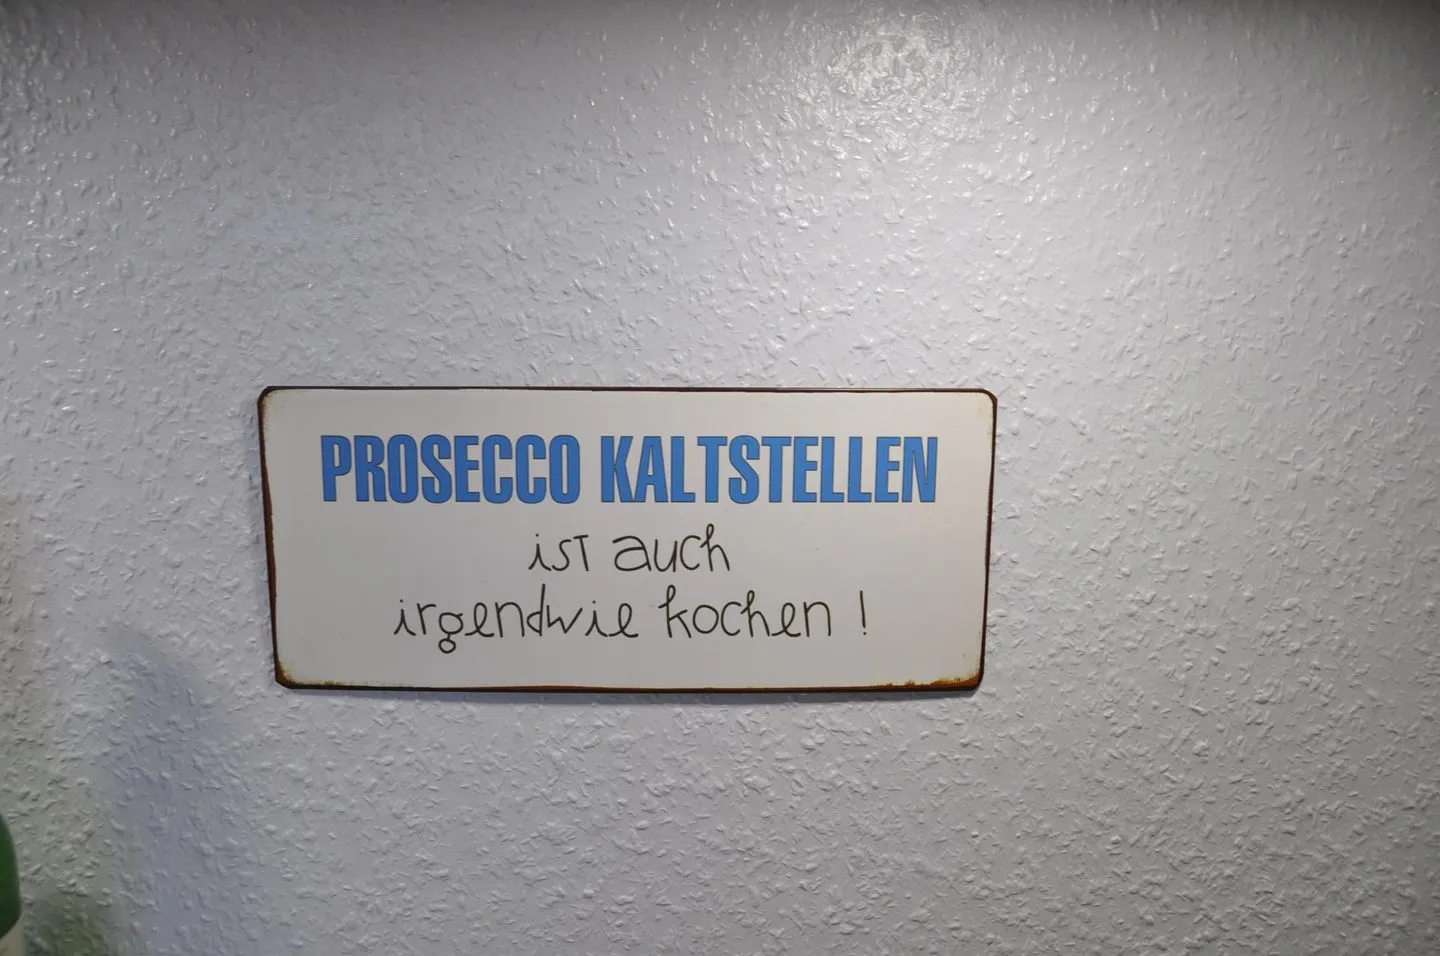 PROSECCO KALTSTELLEN
ist auch
irgendwie kochen !